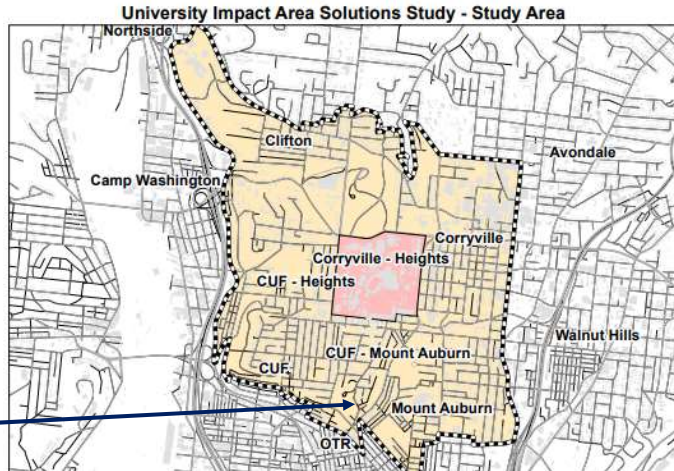 University Impact Area Solutions Study - Study Area
Northside
Clifton
Avondale
Camp Washington
Corryville
Corryville - Heights
CUF - Heights
Walnut Hills
CUF - Mount Auburn
CUF
Mount Auburn
OTR